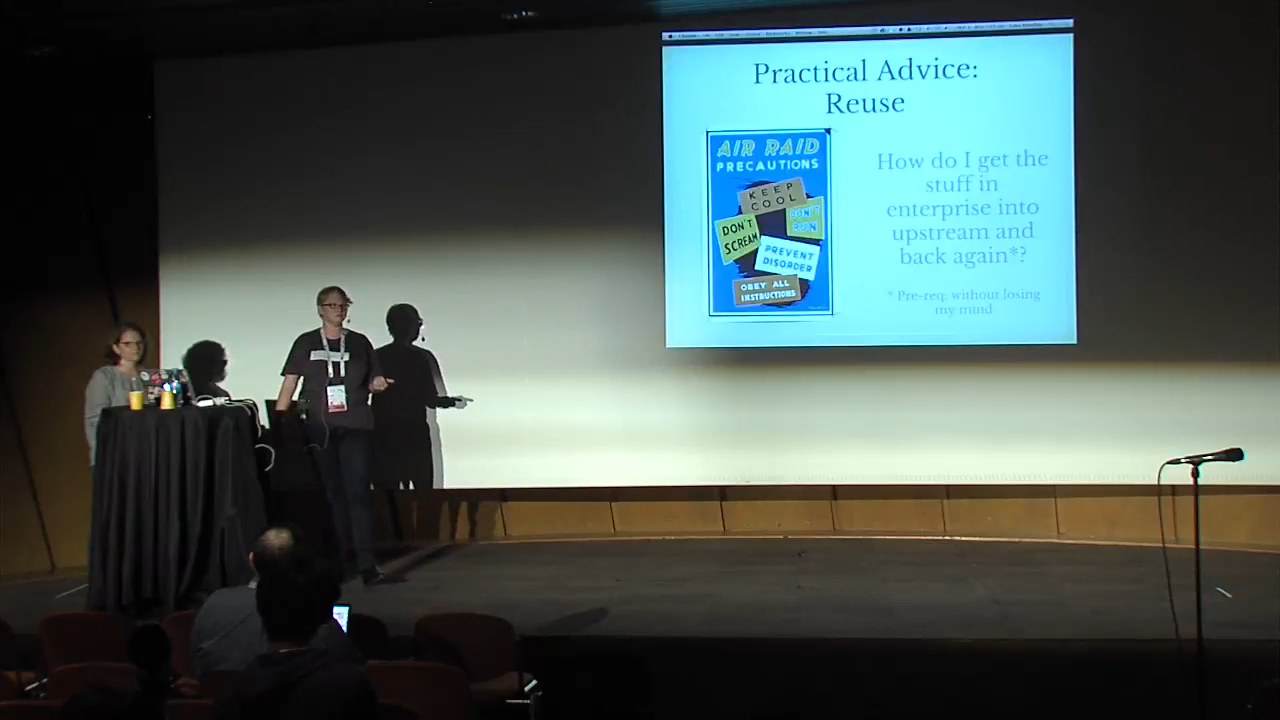 Practical Advice:
Reuse
AIR RAID
PRECAUTIONS
KEEP
COOL
DON'T
RUN
DON'T
SCREAM
PREVENT
DISORDER
OBEY ALL
INSTRUCTIONS
How do I get the
stuff in
enterprise into
upstream and
back again*?
* Pre-req: without losing
my mind